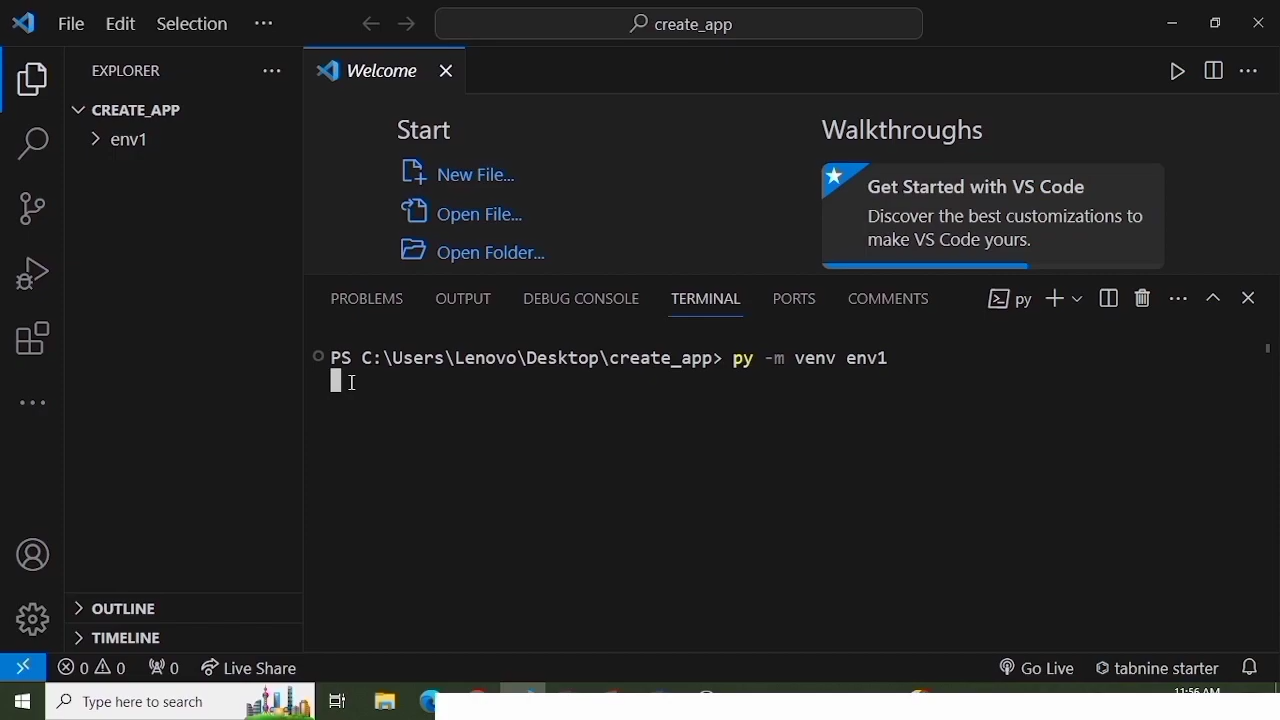 File Edit Selection ···
create_app
EXPLORER
CREATE_APP
env1
OUTLINE
TIMELINE
Welcome
Start
New File...
Open File...
Open Folder...
Walkthroughs
Get Started with VS Code
Discover the best customizations to
make VS Code yours.
PROBLEMS OUTPUT DEBUG CONSOLE TERMINAL PORTS COMMENTS
py
PS C:\Users\Lenovo\Desktop\create_app> py -m venv env1
0 0 0 Live Share
Go Live tabnine starter
Type here to search
11:56 AM